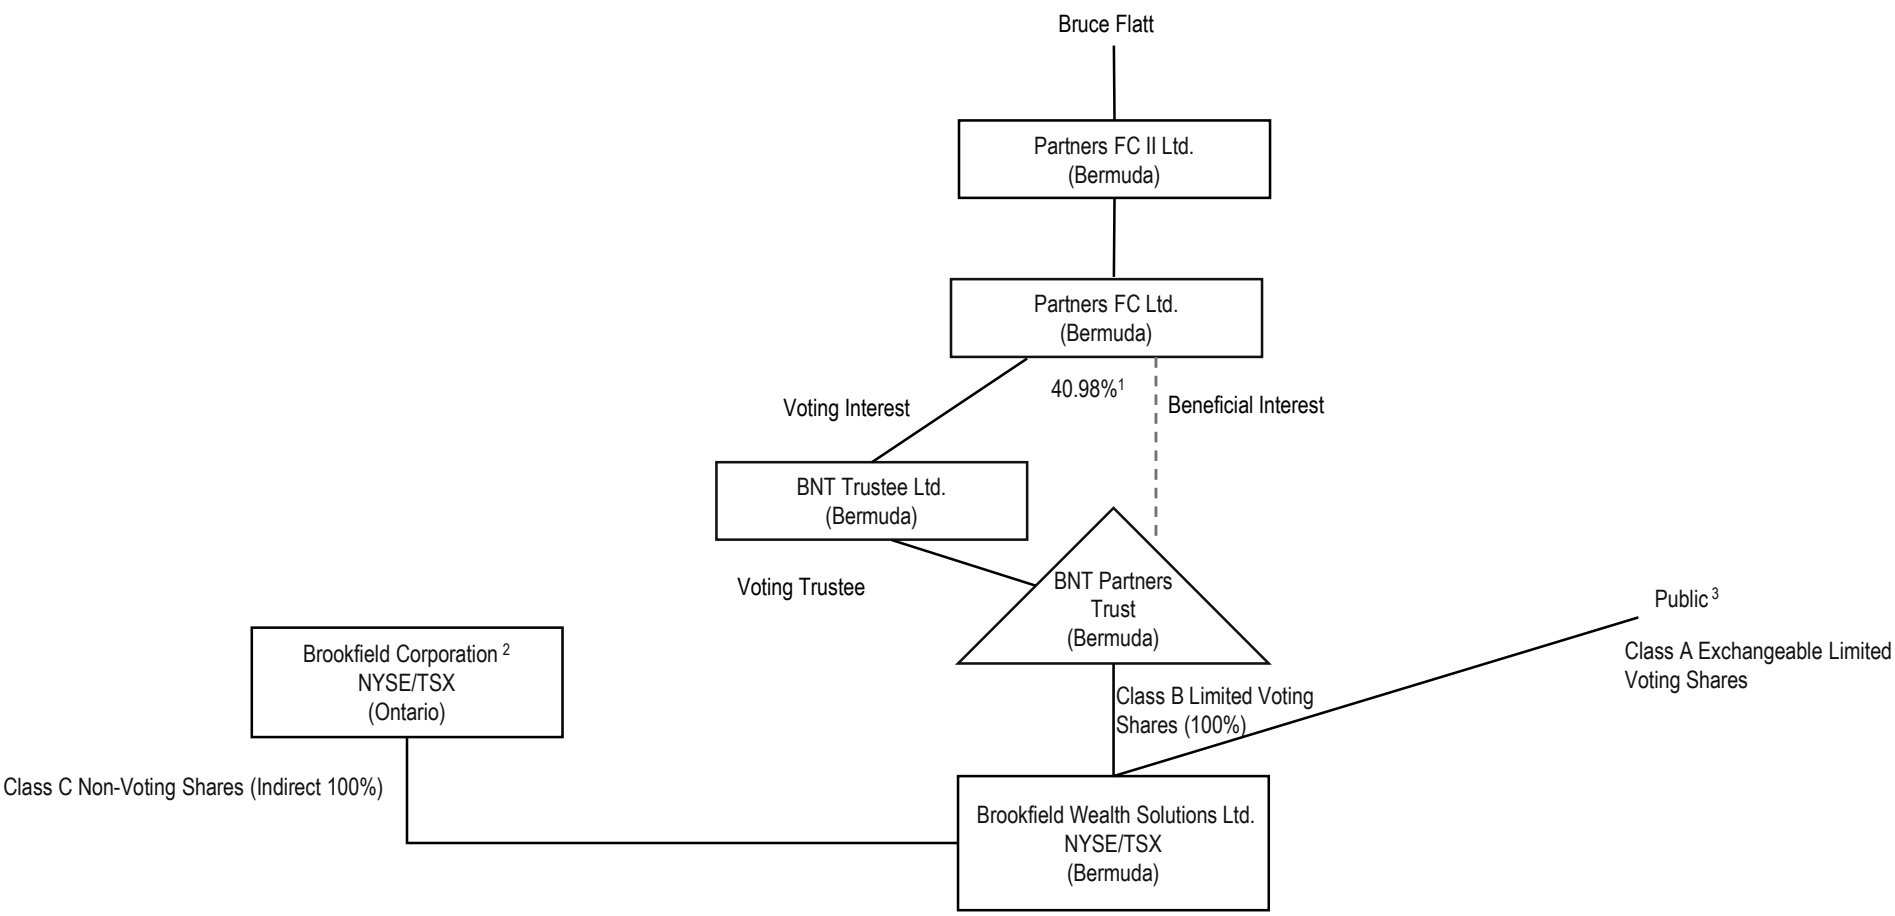 Bruce Flatt
Partners FC II Ltd.
(Bermuda)
Partners FC Ltd.
(Bermuda)
40.98%¹
Voting Interest
Beneficial Interest
BNT Trustee Ltd.
(Bermuda)
Voting Trustee
BNT Partners
Trust
(Bermuda)
Public ³
Class A Exchangeable Limited
Voting Shares
Brookfield Corporation ²
NYSE/TSX
(Ontario)
Class B Limited Voting
Shares (100%)
Class C Non-Voting Shares (Indirect 100%)
Brookfield Wealth Solutions Ltd.
NYSE/TSX
(Bermuda)